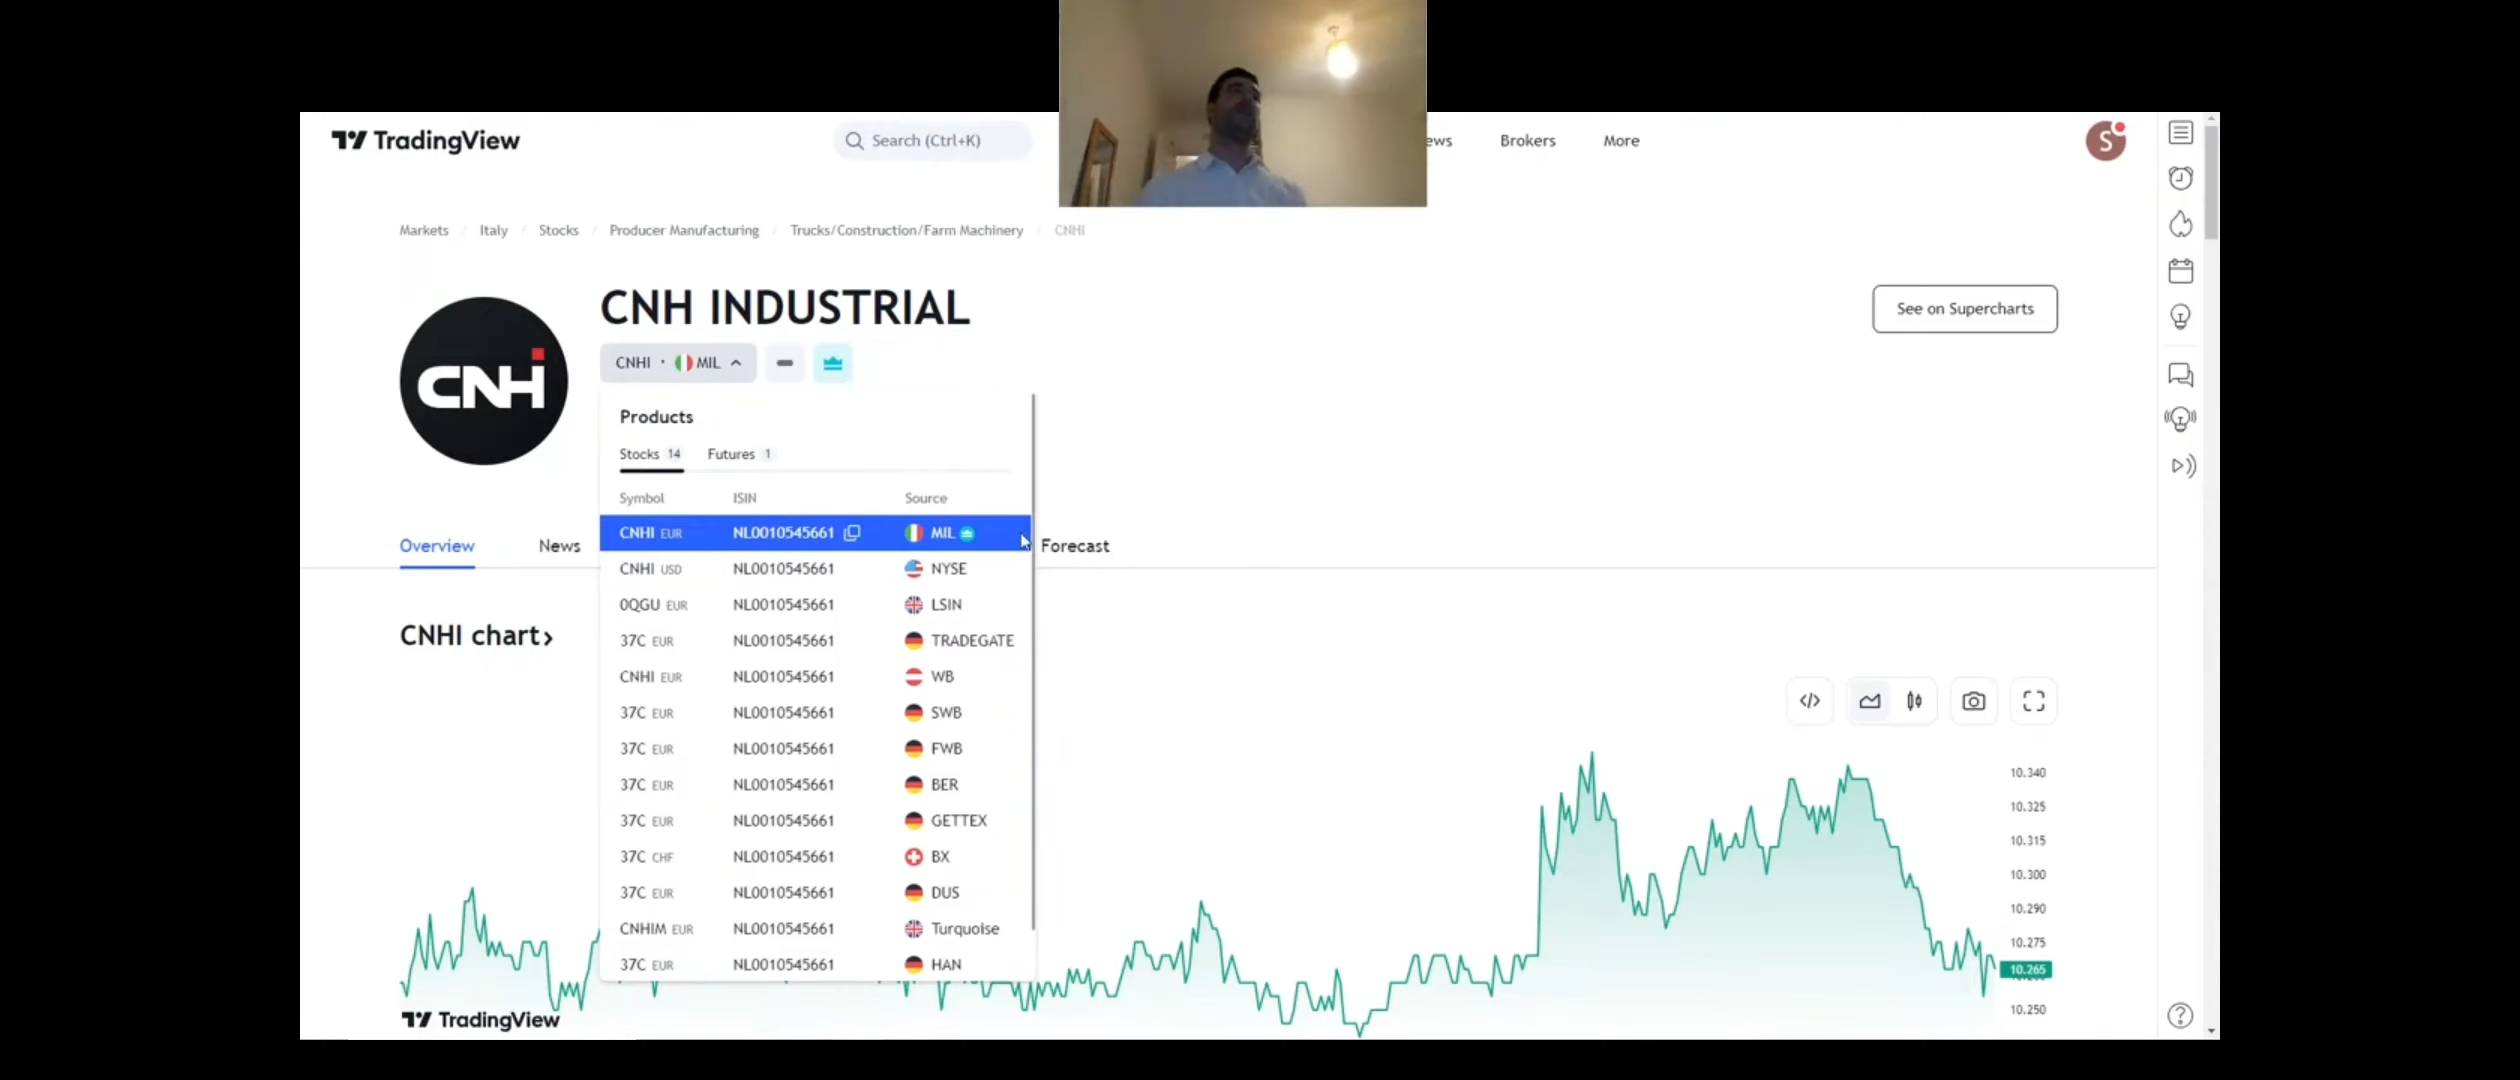 TradingView
Search (Ctrl+K)
ews
Brokers
More
S
Markets / Italy / Stocks / Producer Manufacturing / Trucks/Construction/Farm Machinery / CNHI
CNH
CNH INDUSTRIAL
See on Supercharts
CNHI · MIL
Products
Stocks 14 Futures 1
Symbol ISIN Source
CNHI EUR NL0010545661 MIL
CNHI USD NL0010545661 NYSE
0QGU EUR NL0010545661 LSIN
37C EUR NL0010545661 TRADEGATE
CNHI EUR NL0010545661 WB
37C EUR NL0010545661 SWB
37C EUR NL0010545661 FWB
37C EUR NL0010545661 BER
37C EUR NL0010545661 GETTEX
37C CHF NL0010545661 BX
37C EUR NL0010545661 DUS
CNHIM EUR NL0010545661 Turquoise
37C EUR NL0010545661 HAN
Overview
News
Forecast
CNHI chart›
10.340
10.325
10.315
10.300
10.290
10.275
10.265
10.250
TradingView